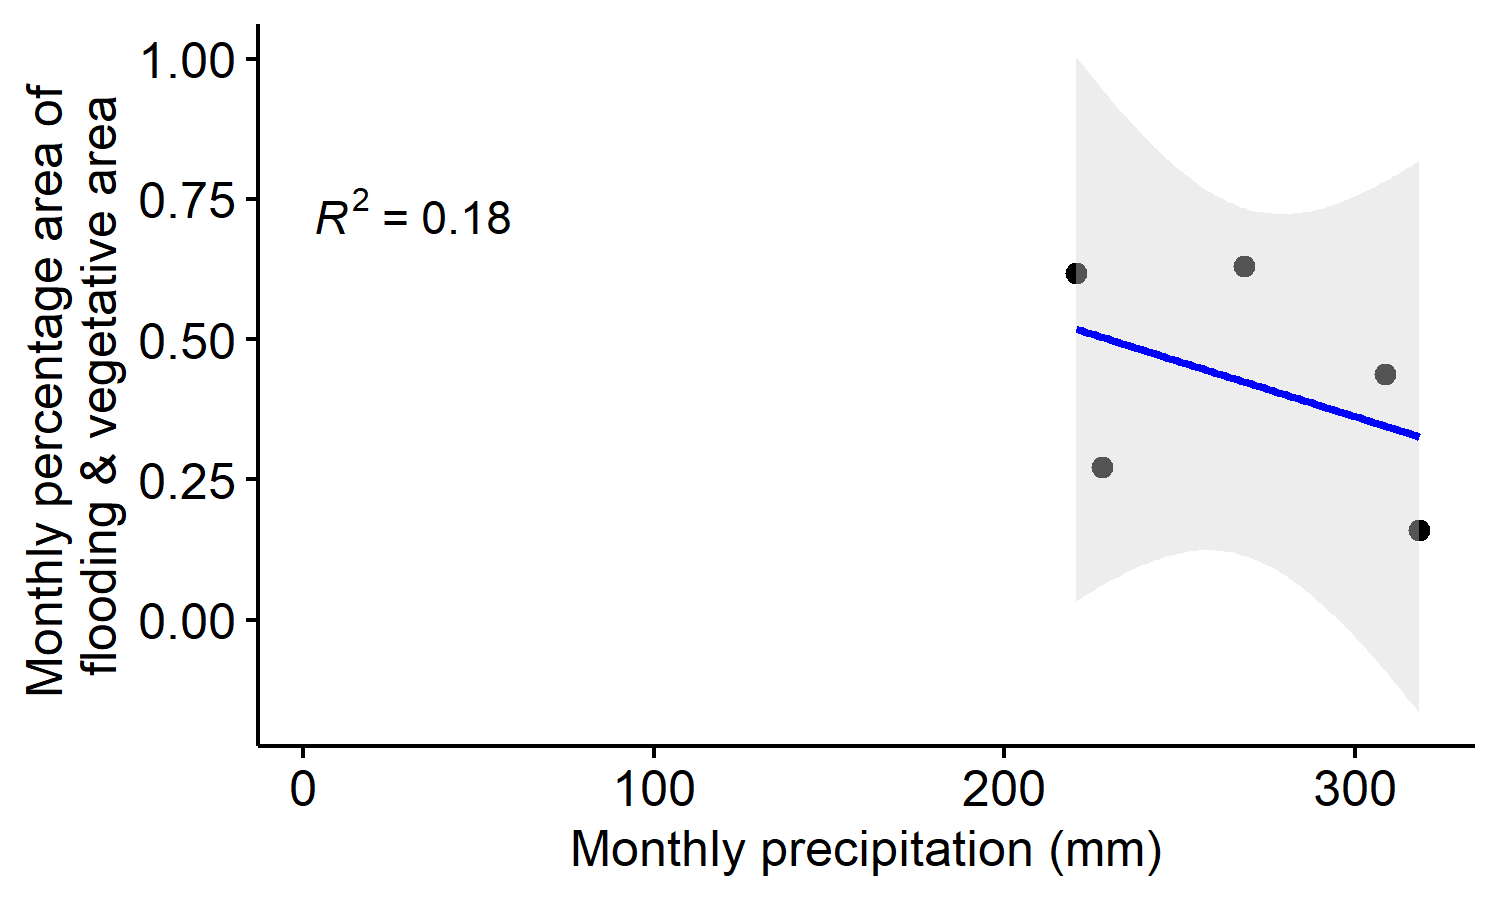 Monthly percentage area of
flooding & vegetative area
1.00
0.75
0.50
0.25
0.00
R² = 0.18
0 100 200 300
Monthly precipitation (mm)